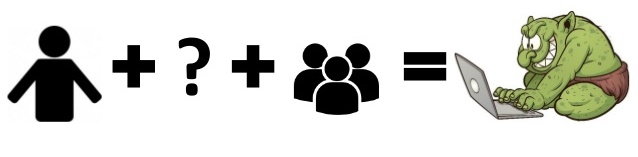 + ? + =